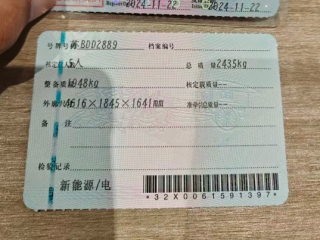 2024-11-22 2024-11-22
号牌号码 苏BDD2889 档案编号
核定载人数 5人 总质量 2435kg
整备质量 2048kg 核定载质量
外廓尺寸 4616×1845×1641mm 准牵引总质量
备注
检验记录
新能源/电
*32X0061591397*